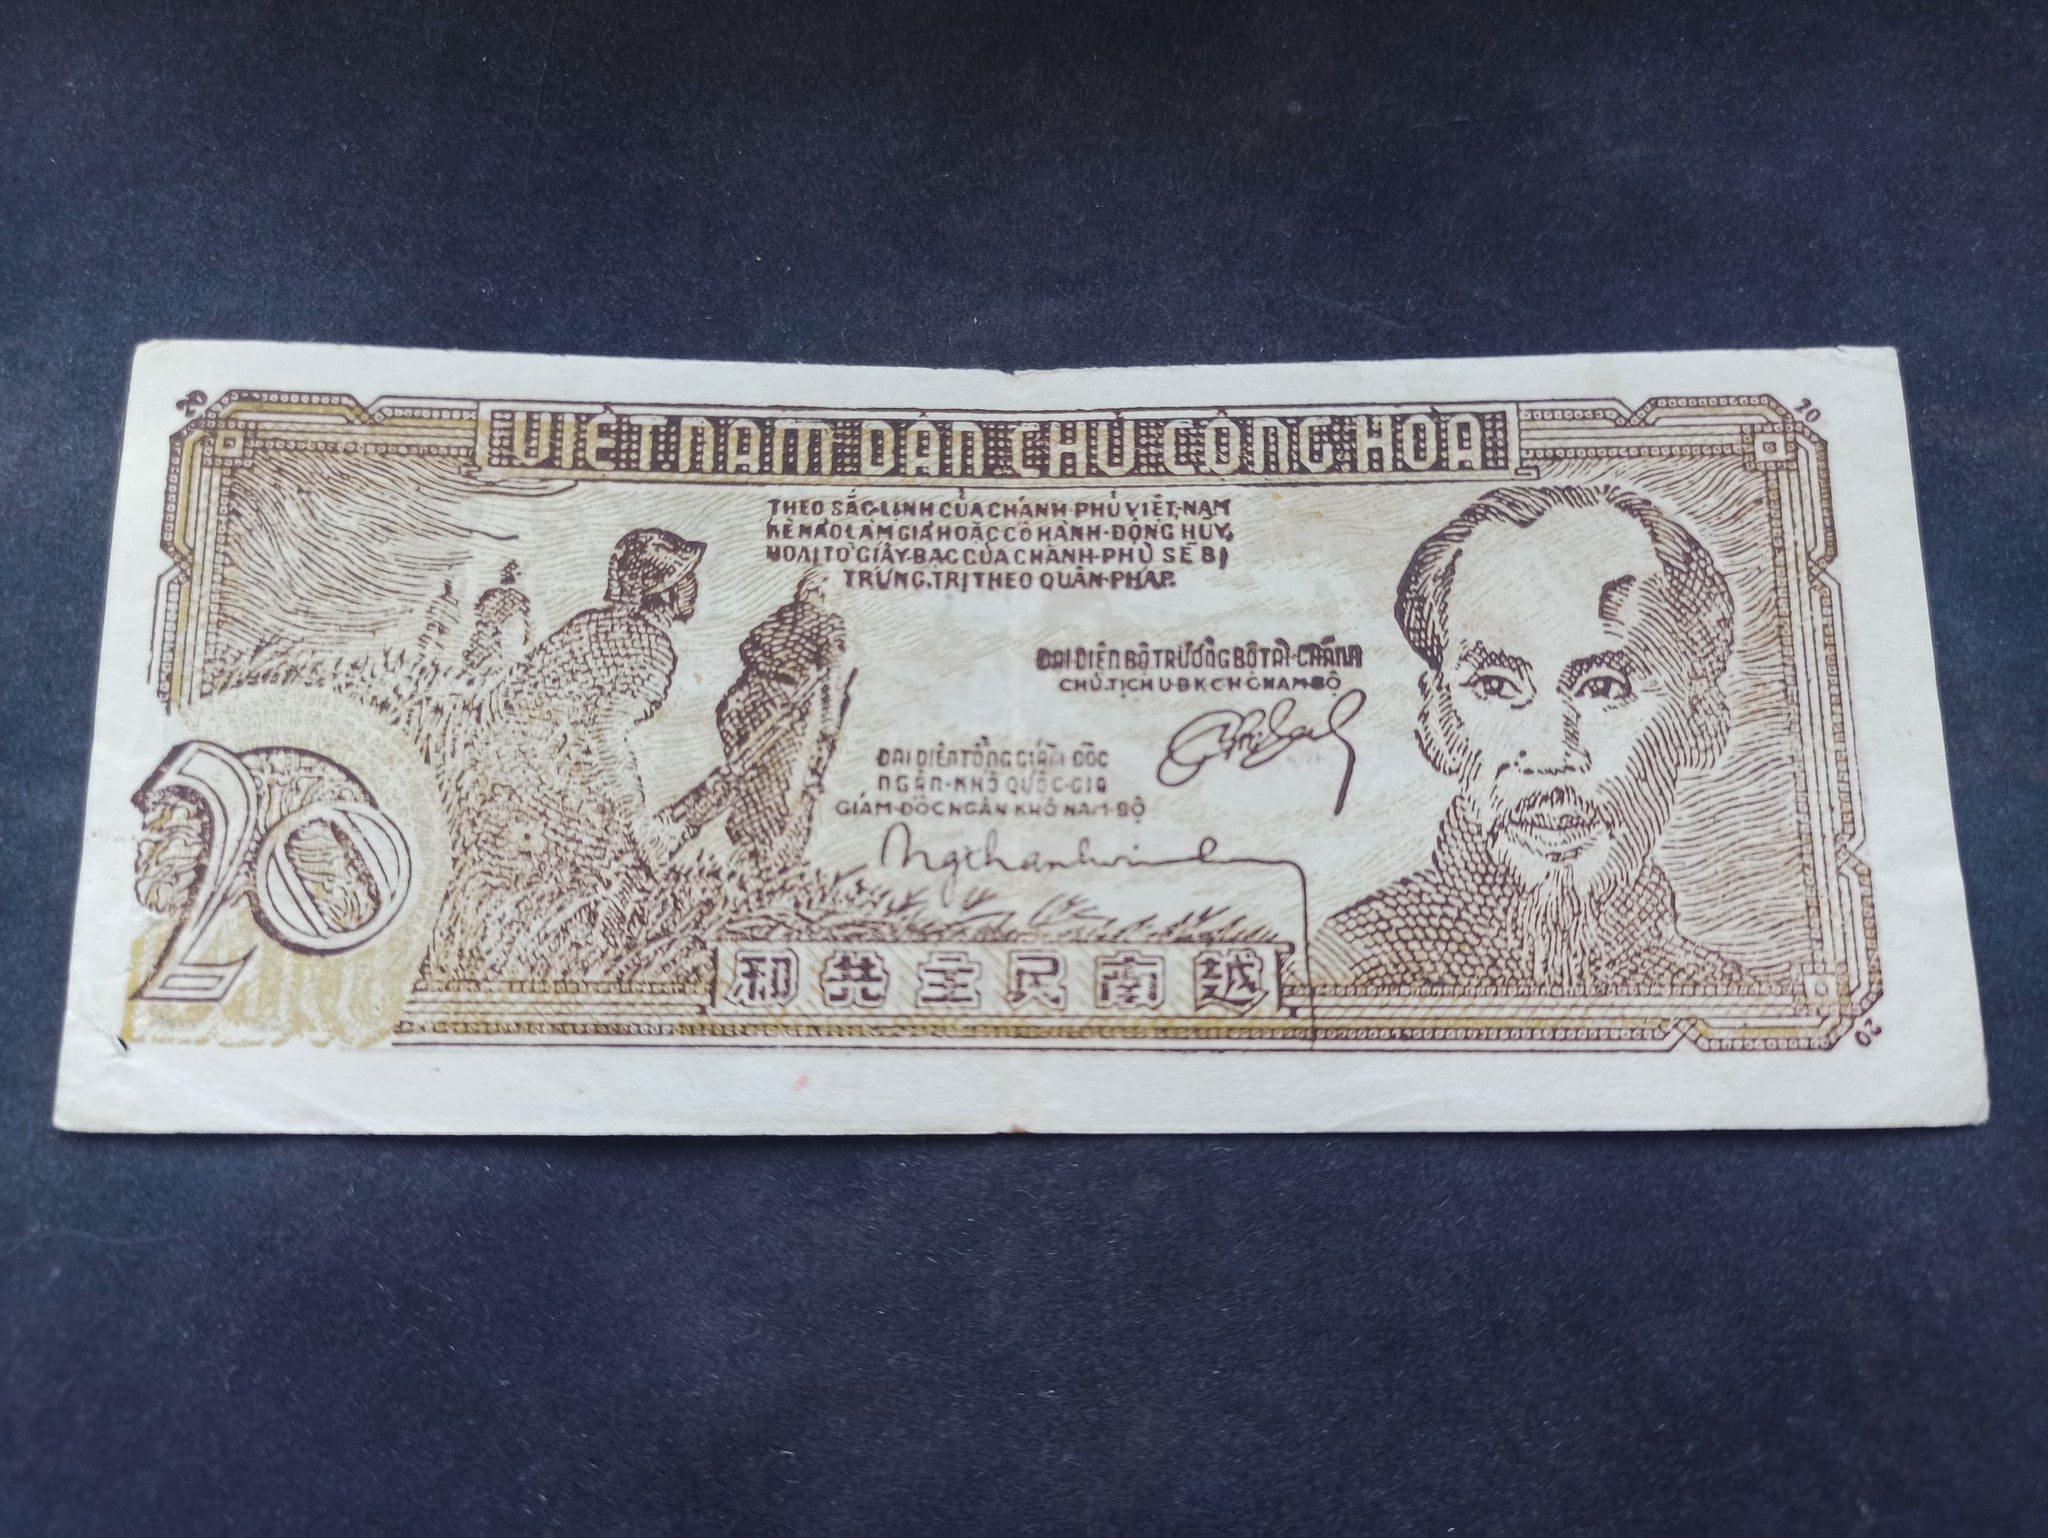 20
20
VIỆT-NAM DÂN CHỦ CỘNG HÒA
THEO SẮC-LỊNH CỦA CHÁNH-PHỦ VIỆT-NAM
KẺ NÀO LÀM GIẢ HOẶC CÓ HÀNH-ĐỘNG HUỶ
HOẠI TỜ GIẤY-BẠC CỦA CHÁNH-PHỦ SẼ BỊ
TRỪNG-TRỊ THEO QUÂN-PHÁP.
ĐẠI DIỆN BỘ TRƯỞNG BỘ TÀI-CHÁNH
CHỦ-TỊCH U-B-K-C-H-C NAM-BỘ
ĐẠI DIỆN TỔNG GIÁM ĐỐC
NGÂN-KHỐ QUỐC-GIA
GIÁM-ĐỐC NGÂN KHỐ NAM-BỘ
20
和共主民南越
20